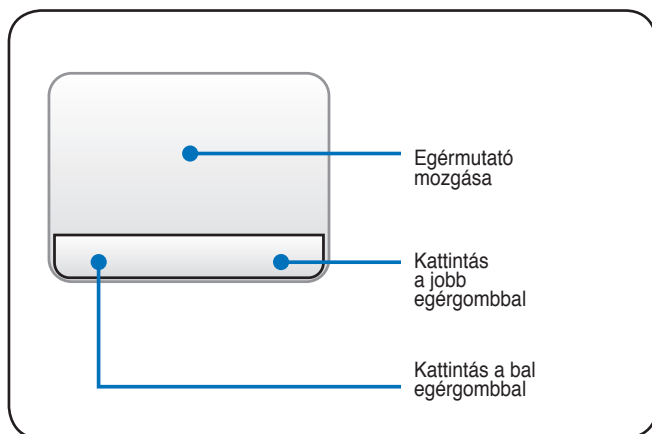 Egérmutató
mozgása
Kattintás
a jobb
egérgombbal
Kattintás a bal
egérgombbal